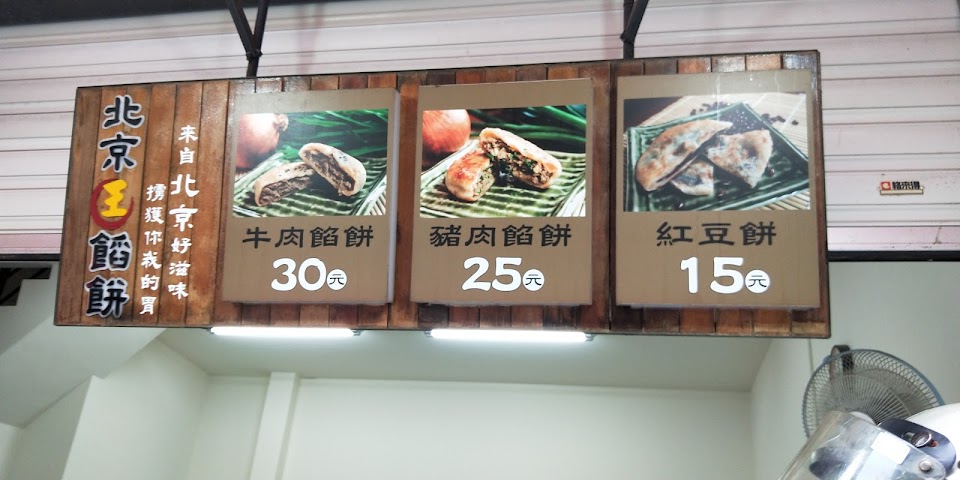 北京王餡餅
來自北京好滋味
擄獲你我的胃
牛肉餡餅
30元
豬肉餡餅
25元
紅豆餅
15元